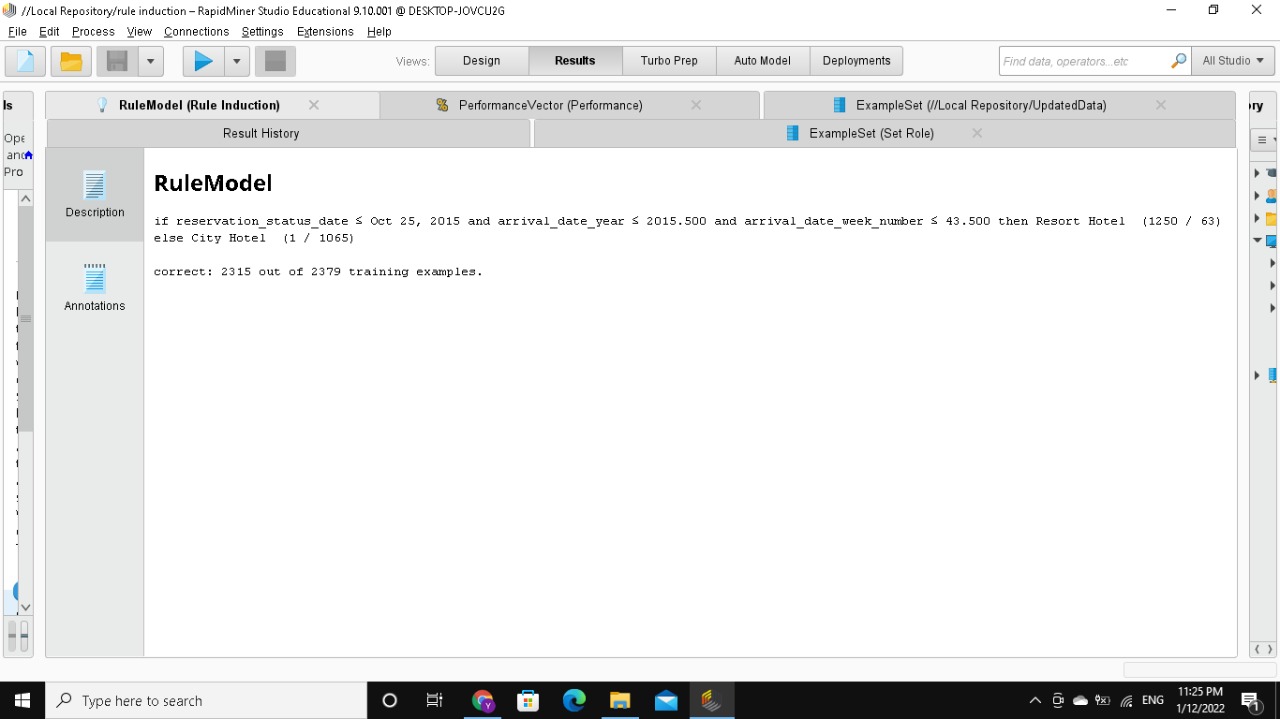 //Local Repository/rule induction – RapidMiner Studio Educational 9.10.001 @ DESKTOP-JOVCU2G
File Edit Process View Connections Settings Extensions Help
Views: Design Results Turbo Prep Auto Model Deployments Find data, operators...etc All Studio
RuleModel (Rule Induction) PerformanceVector (Performance) ExampleSet (//Local Repository/UpdatedData)
Result History ExampleSet (Set Role)
Ope
and
Pro
Description
Annotations
RuleModel
if reservation_status_date ≤ Oct 25, 2015 and arrival_date_year ≤ 2015.500 and arrival_date_week_number ≤ 43.500 then Resort Hotel (1250 / 63)
else City Hotel (1 / 1065)
correct: 2315 out of 2379 training examples.
Type here to search
ENG
11:25 PM
1/12/2022
1